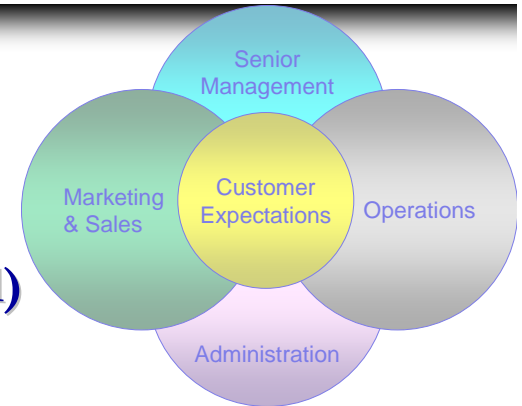 Senior
Management
Marketing
& Sales
Customer
Expectations
Operations
)
Administration